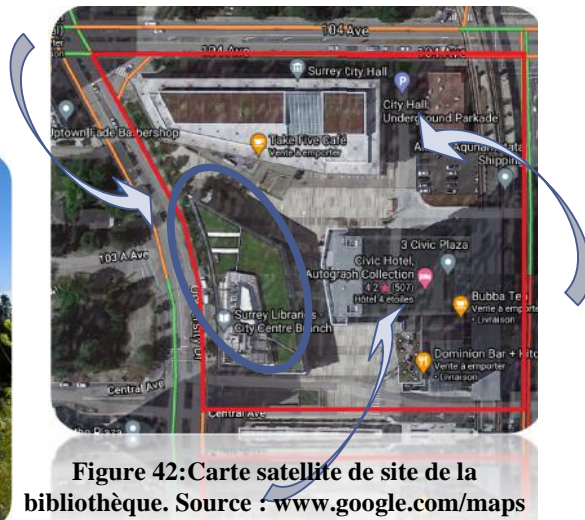 104 Ave
104 Ave
104 Ave
Surrey City Hall
City Hall
Underground Parkade
Uptown Fade Barbershop
Take Five Café
Vente à emporter
Shipping
3 Civic Plaza
103 A Ave
Civic Hotel,
Autograph Collection
4.2 ★ (507)
Hôtel 4 étoiles
Bubba Tea
Vente à emporter
• Livraison
Surrey Libraries
City Centre Branch
Dominion Bar + Kitc
Vente à emporter
• Livraison
Central Ave
Central Ave
the Plaza
Figure 42:Carte satellite de site de la
bibliothèque. Source : www.google.com/maps